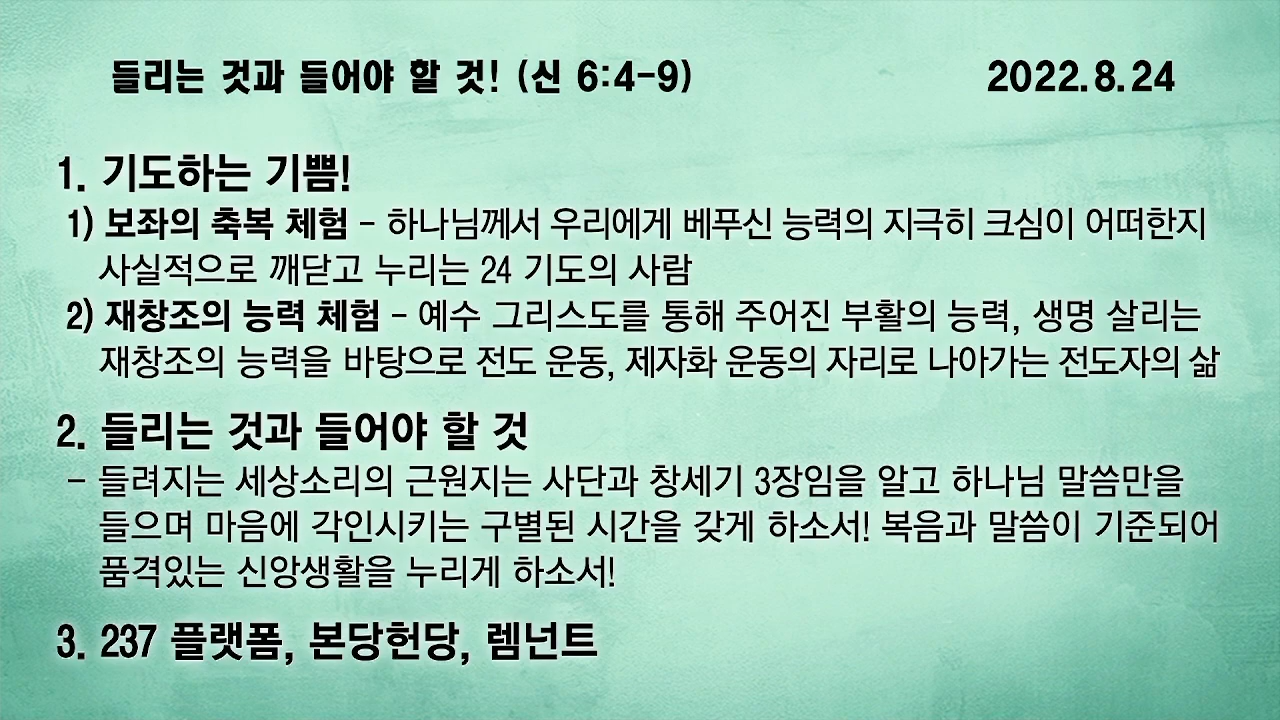 들리는 것과 들어야 할 것! (신 6:4-9) 2022.8.24
1. 기도하는 기쁨!
1) 보좌의 축복 체험 - 하나님께서 우리에게 베푸신 능력의 지극히 크심이 어떠한지
사실적으로 깨닫고 누리는 24 기도의 사람
2) 재창조의 능력 체험 - 예수 그리스도를 통해 주어진 부활의 능력, 생명 살리는
재창조의 능력을 바탕으로 전도 운동, 제자화 운동의 자리로 나아가는 전도자의 삶
2. 들리는 것과 들어야 할 것
- 들려지는 세상소리의 근원지는 사단과 창세기 3장임을 알고 하나님 말씀만을
들으며 마음에 각인시키는 구별된 시간을 갖게 하소서! 복음과 말씀이 기준되어
품격있는 신앙생활을 누리게 하소서!
3. 237 플랫폼, 본당헌당, 렘넌트